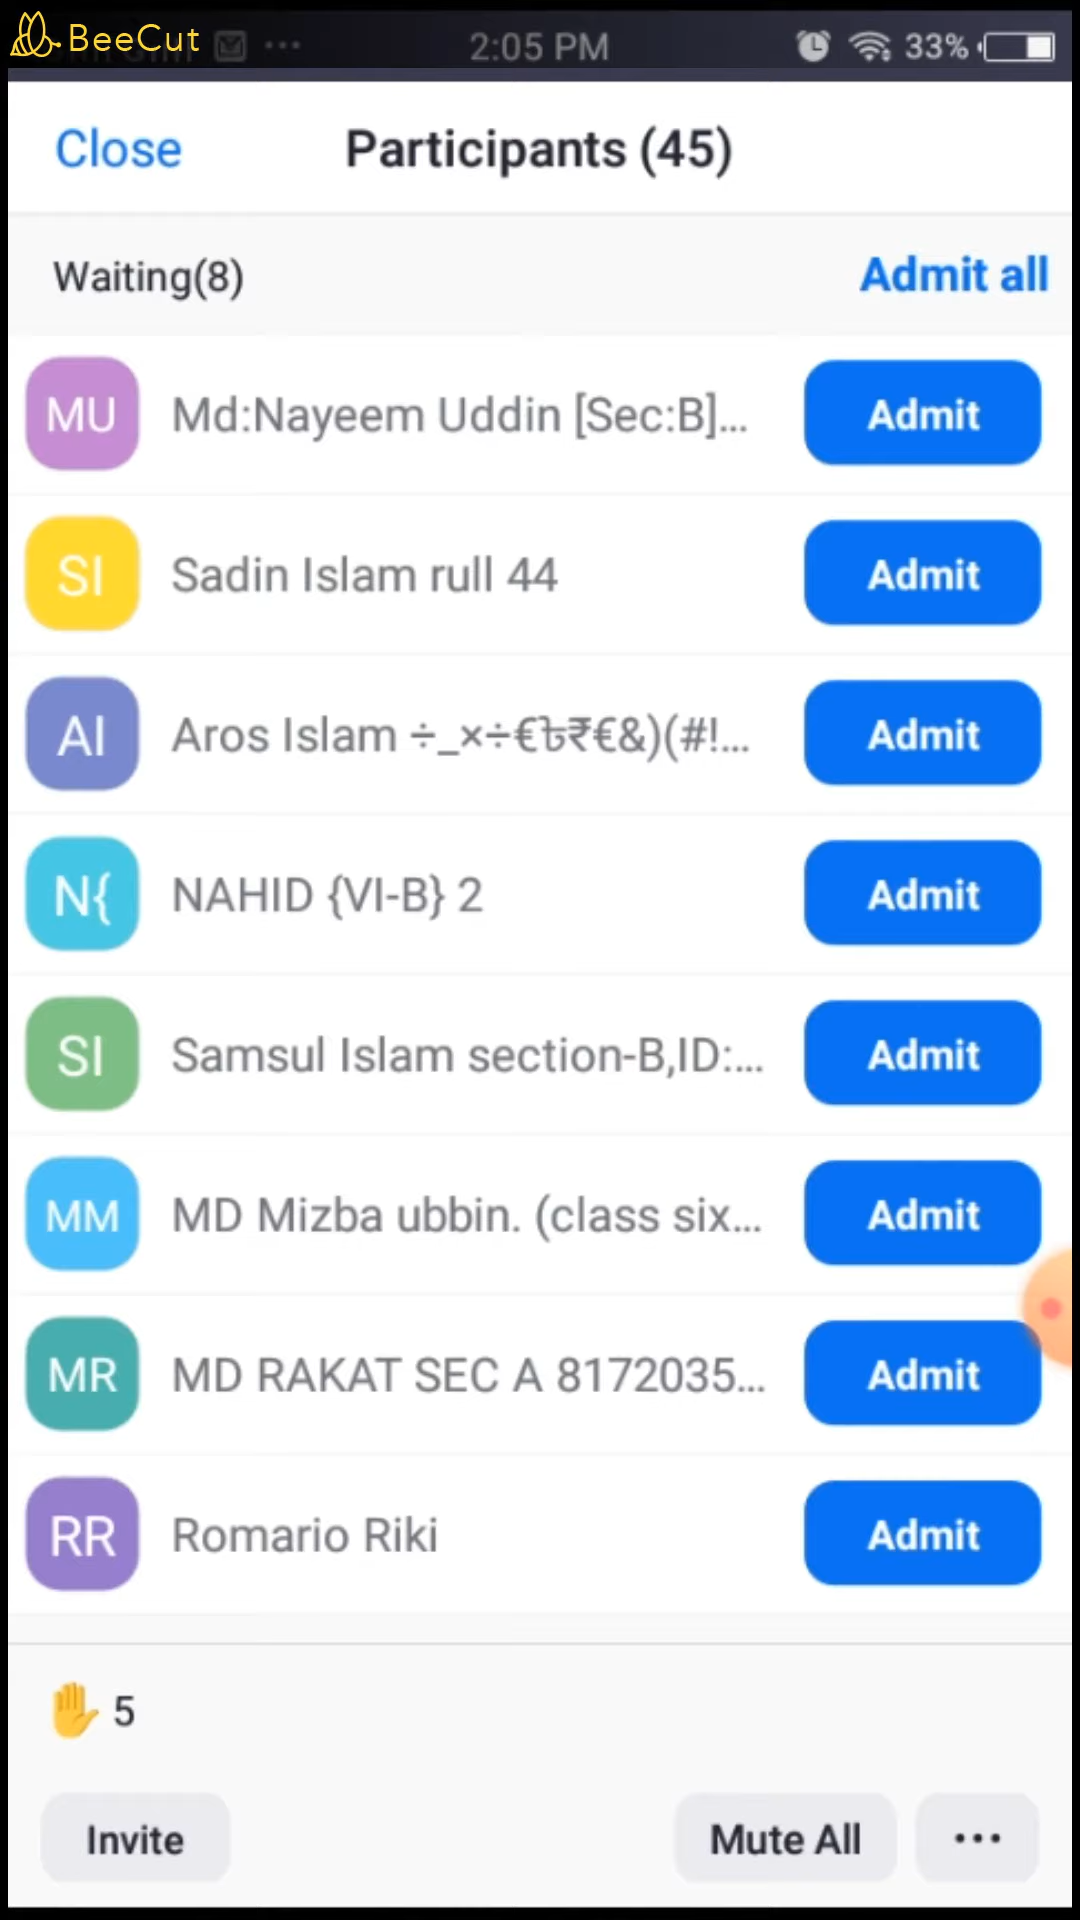 BeeCut
2:05 PM 33%
Close Participants (45)
Waiting(8) Admit all
MU Md:Nayeem Uddin [Sec:B]... Admit
SI Sadin Islam rull 44 Admit
AI Aros Islam ÷_×÷€৳₹€&)(#!... Admit
N{ NAHID {VI-B} 2 Admit
SI Samsul Islam section-B,ID:... Admit
MM MD Mizba ubbin. (class six... Admit
MR MD RAKAT SEC A 8172035... Admit
RR Romario Riki Admit
✋ 5
Invite Mute All ...